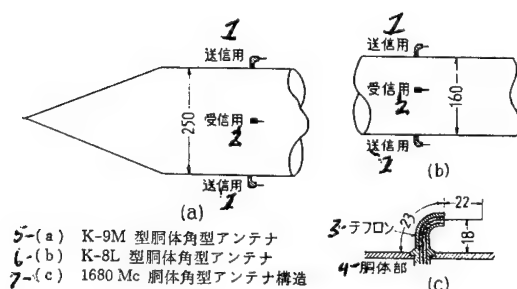 1
送信用
250
受信用
2
送信用
1
(a)
1
送信用
受信用
2
160
送信用
1
(b)
22
23
18
3-テフロン
4-胴体部
(c)
5-(a) K-9M 型胴体角型アンテナ
6-(b) K-8L 型胴体角型アンテナ
7-(c) 1680 Mc 胴体角型アンテナ構造